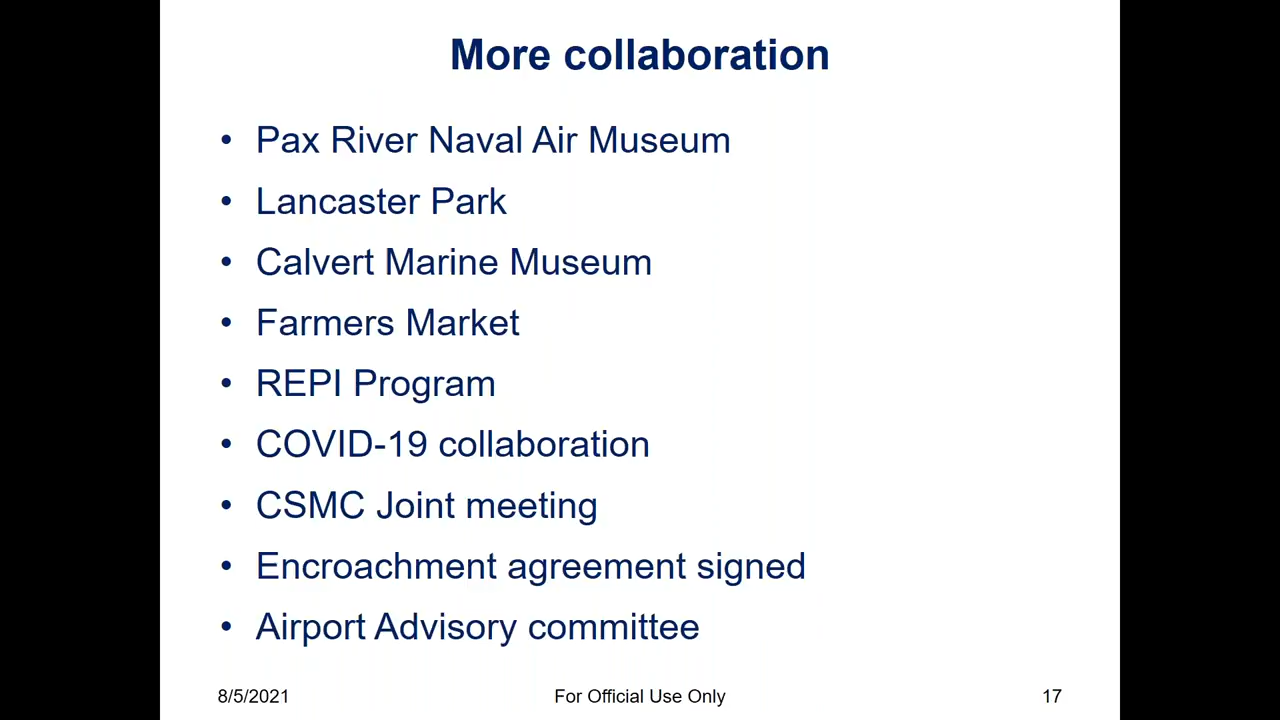 More collaboration
• Pax River Naval Air Museum
• Lancaster Park
• Calvert Marine Museum
• Farmers Market
• REPI Program
• COVID-19 collaboration
• CSMC Joint meeting
• Encroachment agreement signed
• Airport Advisory committee
8/5/2021 For Official Use Only 17